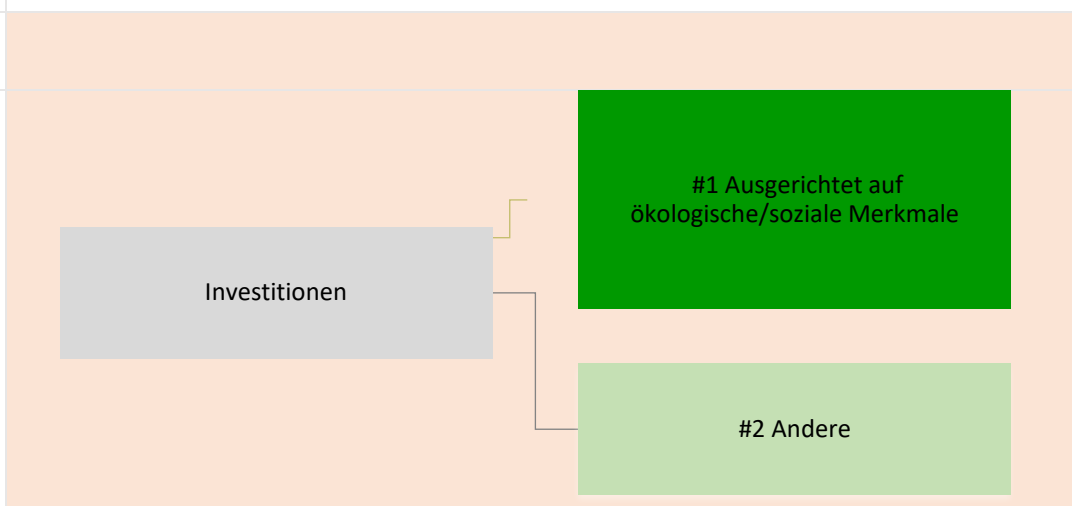 #1 Ausgerichtet auf
ökologische/soziale Merkmale
Investitionen
#2 Andere